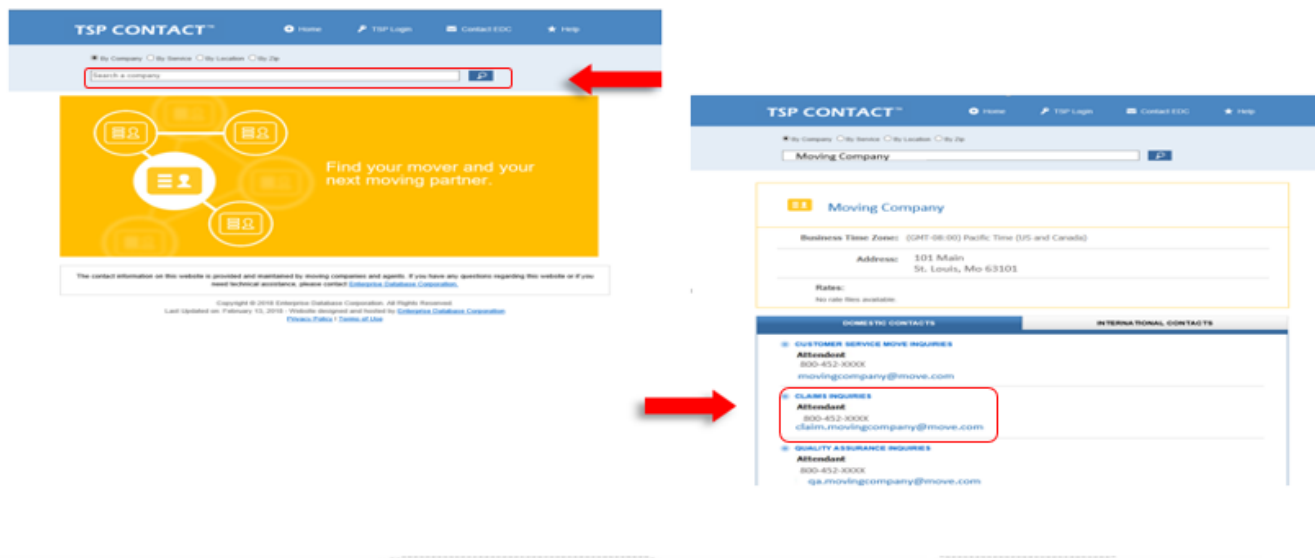 TSP CONTACT™
Home
TSP Login
Contact EDC
Help
By Company By Service By Location By Zip
Search a company
Find your mover and your
next moving partner.
The contact information on this website is provided and maintained by moving companies and agents. If you have any questions regarding this website or if you
need technical assistance, please contact Enterprise Database Corporation.
Copyright © 2018 Enterprise Database Corporation. All Rights Reserved.
Last Updated on: February 13, 2018 - Website designed and hosted by Enterprise Database Corporation
Privacy Policy | Terms of Use
TSP CONTACT™
Home
TSP Login
Contact EDC
Help
By Company By Service By Location By Zip
Moving Company
Moving Company
Business Time Zone: (GMT-08:00) Pacific Time (US and Canada)
Address: 101 Main
St. Louis, Mo 63101
Rates:
No rate files available.
DOMESTIC CONTACTS
INTERNATIONAL CONTACTS
CUSTOMER SERVICE MOVE INQUIRIES
Attendent
800-452-XXXX
movingcompany@move.com
CLAIMS INQUIRIES
Attendant
800-452-XXXX
claim.movingcompany@move.com
QUALITY ASSURANCE INQUIRIES
Attendant
800-452-XXXX
qa.movingcompany@move.com